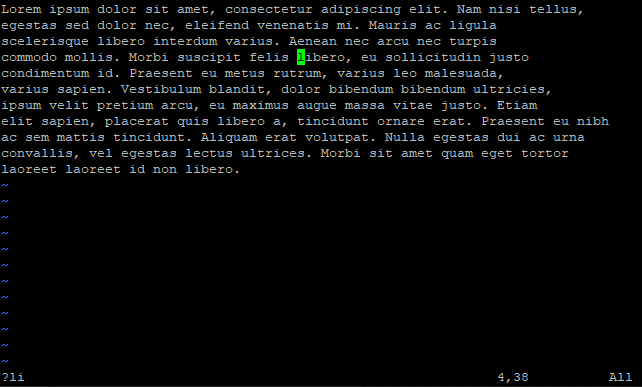 Lorem ipsum dolor sit amet, consectetur adipiscing elit. Nam nisi tellus,
egestas sed dolor nec, eleifend venenatis mi. Mauris ac ligula
scelerisque libero interdum varius. Aenean nec arcu nec turpis
commodo mollis. Morbi suscipit felis libero, eu sollicitudin justo
condimentum id. Praesent eu metus rutrum, varius leo malesuada,
varius sapien. Vestibulum blandit, dolor bibendum bibendum ultricies,
ipsum velit pretium arcu, eu maximus augue massa vitae justo. Etiam
elit sapien, placerat quis libero a, tincidunt ornare erat. Praesent eu nibh
ac sem mattis tincidunt. Aliquam erat volutpat. Nulla egestas dui ac urna
convallis, vel egestas lectus ultrices. Morbi sit amet quam eget tortor
laoreet laoreet id non libero.
~
~
~
~
~
~
~
~
~
~
~
~
?li 4,38 All